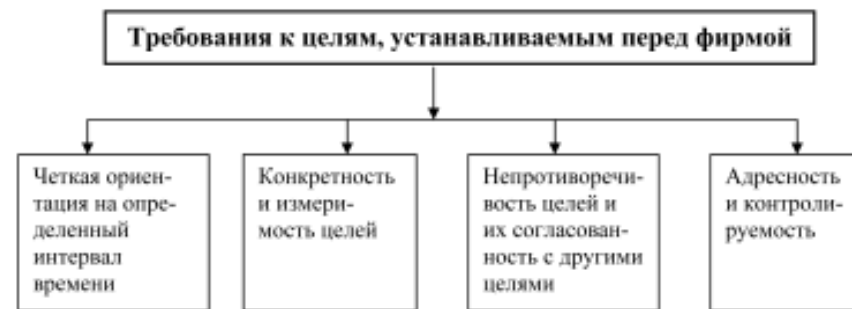 Требования к целям, устанавливаемым перед фирмой
Четкая ориен-
тация на опре-
деленный
интервал
времени
Конкретность
и измери-
мость целей
Непротиворечи-
вость целей и
их согласован-
ность с другими
целями
Адресность
и контроли-
руемость